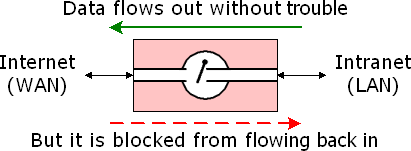 Data flows out without trouble
Internet
(WAN)
Intranet
(LAN)
But it is blocked from flowing back in